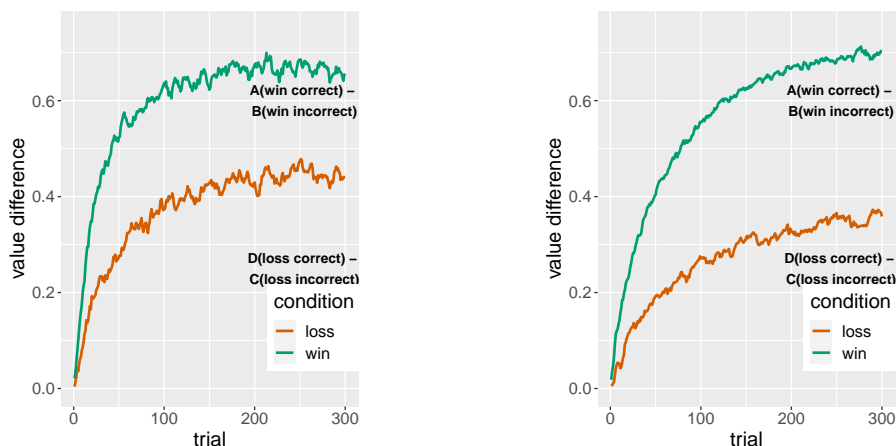 value difference
0.6
0.4
0.2
0.0
A(win correct) –
B(win incorrect)
D(loss correct) –
C(loss incorrect)
condition
loss
win
0
100
200
300
trial
value difference
0.6
0.4
0.2
0.0
A(win correct) –
B(win incorrect)
D(loss correct) –
C(loss incorrect)
condition
loss
win
0
100
200
300
trial